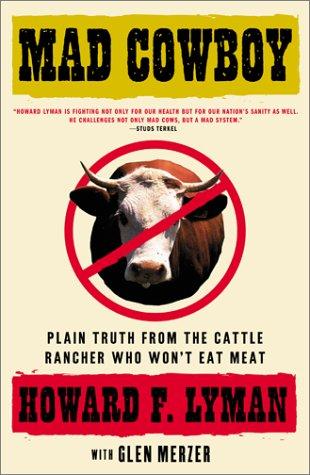 MAD COWBOY
"HOWARD LYMAN IS FIGHTING NOT ONLY FOR OUR HEALTH BUT FOR OUR NATION'S SANITY AS WELL.
HE CHALLENGES NOT ONLY MAD COWS, BUT A MAD SYSTEM."
—STUDS TERKEL
PLAIN TRUTH FROM THE CATTLE
RANCHER WHO WON'T EAT MEAT
HOWARD F. LYMAN
WITH GLEN MERZER